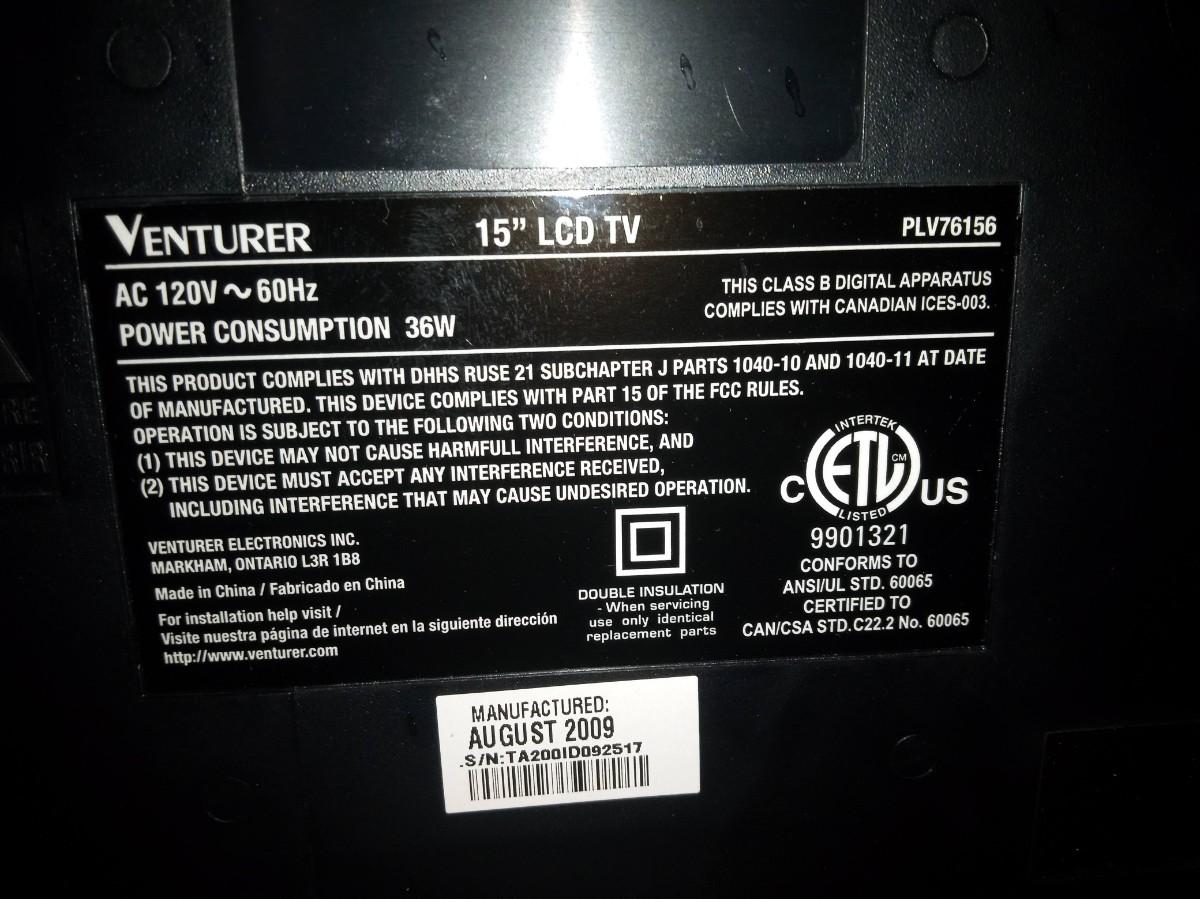 VENTURER 15” LCD TV PLV76156
AC 120V ~ 60Hz
POWER CONSUMPTION 36W
THIS CLASS B DIGITAL APPARATUS
COMPLIES WITH CANADIAN ICES-003.
THIS PRODUCT COMPLIES WITH DHHS RUSE 21 SUBCHAPTER J PARTS 1040-10 AND 1040-11 AT DATE
OF MANUFACTURED. THIS DEVICE COMPLIES WITH PART 15 OF THE FCC RULES.
OPERATION IS SUBJECT TO THE FOLLOWING TWO CONDITIONS:
(1) THIS DEVICE MAY NOT CAUSE HARMFULL INTERFERENCE, AND
(2) THIS DEVICE MUST ACCEPT ANY INTERFERENCE RECEIVED,
INCLUDING INTERFERENCE THAT MAY CAUSE UNDESIRED OPERATION.
VENTURER ELECTRONICS INC.
MARKHAM, ONTARIO L3R 1B8
Made in China / Fabricado en China
For installation help visit /
Visite nuestra página de internet en la siguiente dirección
http://www.venturer.com
DOUBLE INSULATION
- When servicing
use only identical
replacement parts
INTERTEK
C ETL CM US
LISTED
9901321
CONFORMS TO
ANSI/UL STD. 60065
CERTIFIED TO
CAN/CSA STD.C22.2 No. 60065
MANUFACTURED:
AUGUST 2009
S/N:TA200ID092517